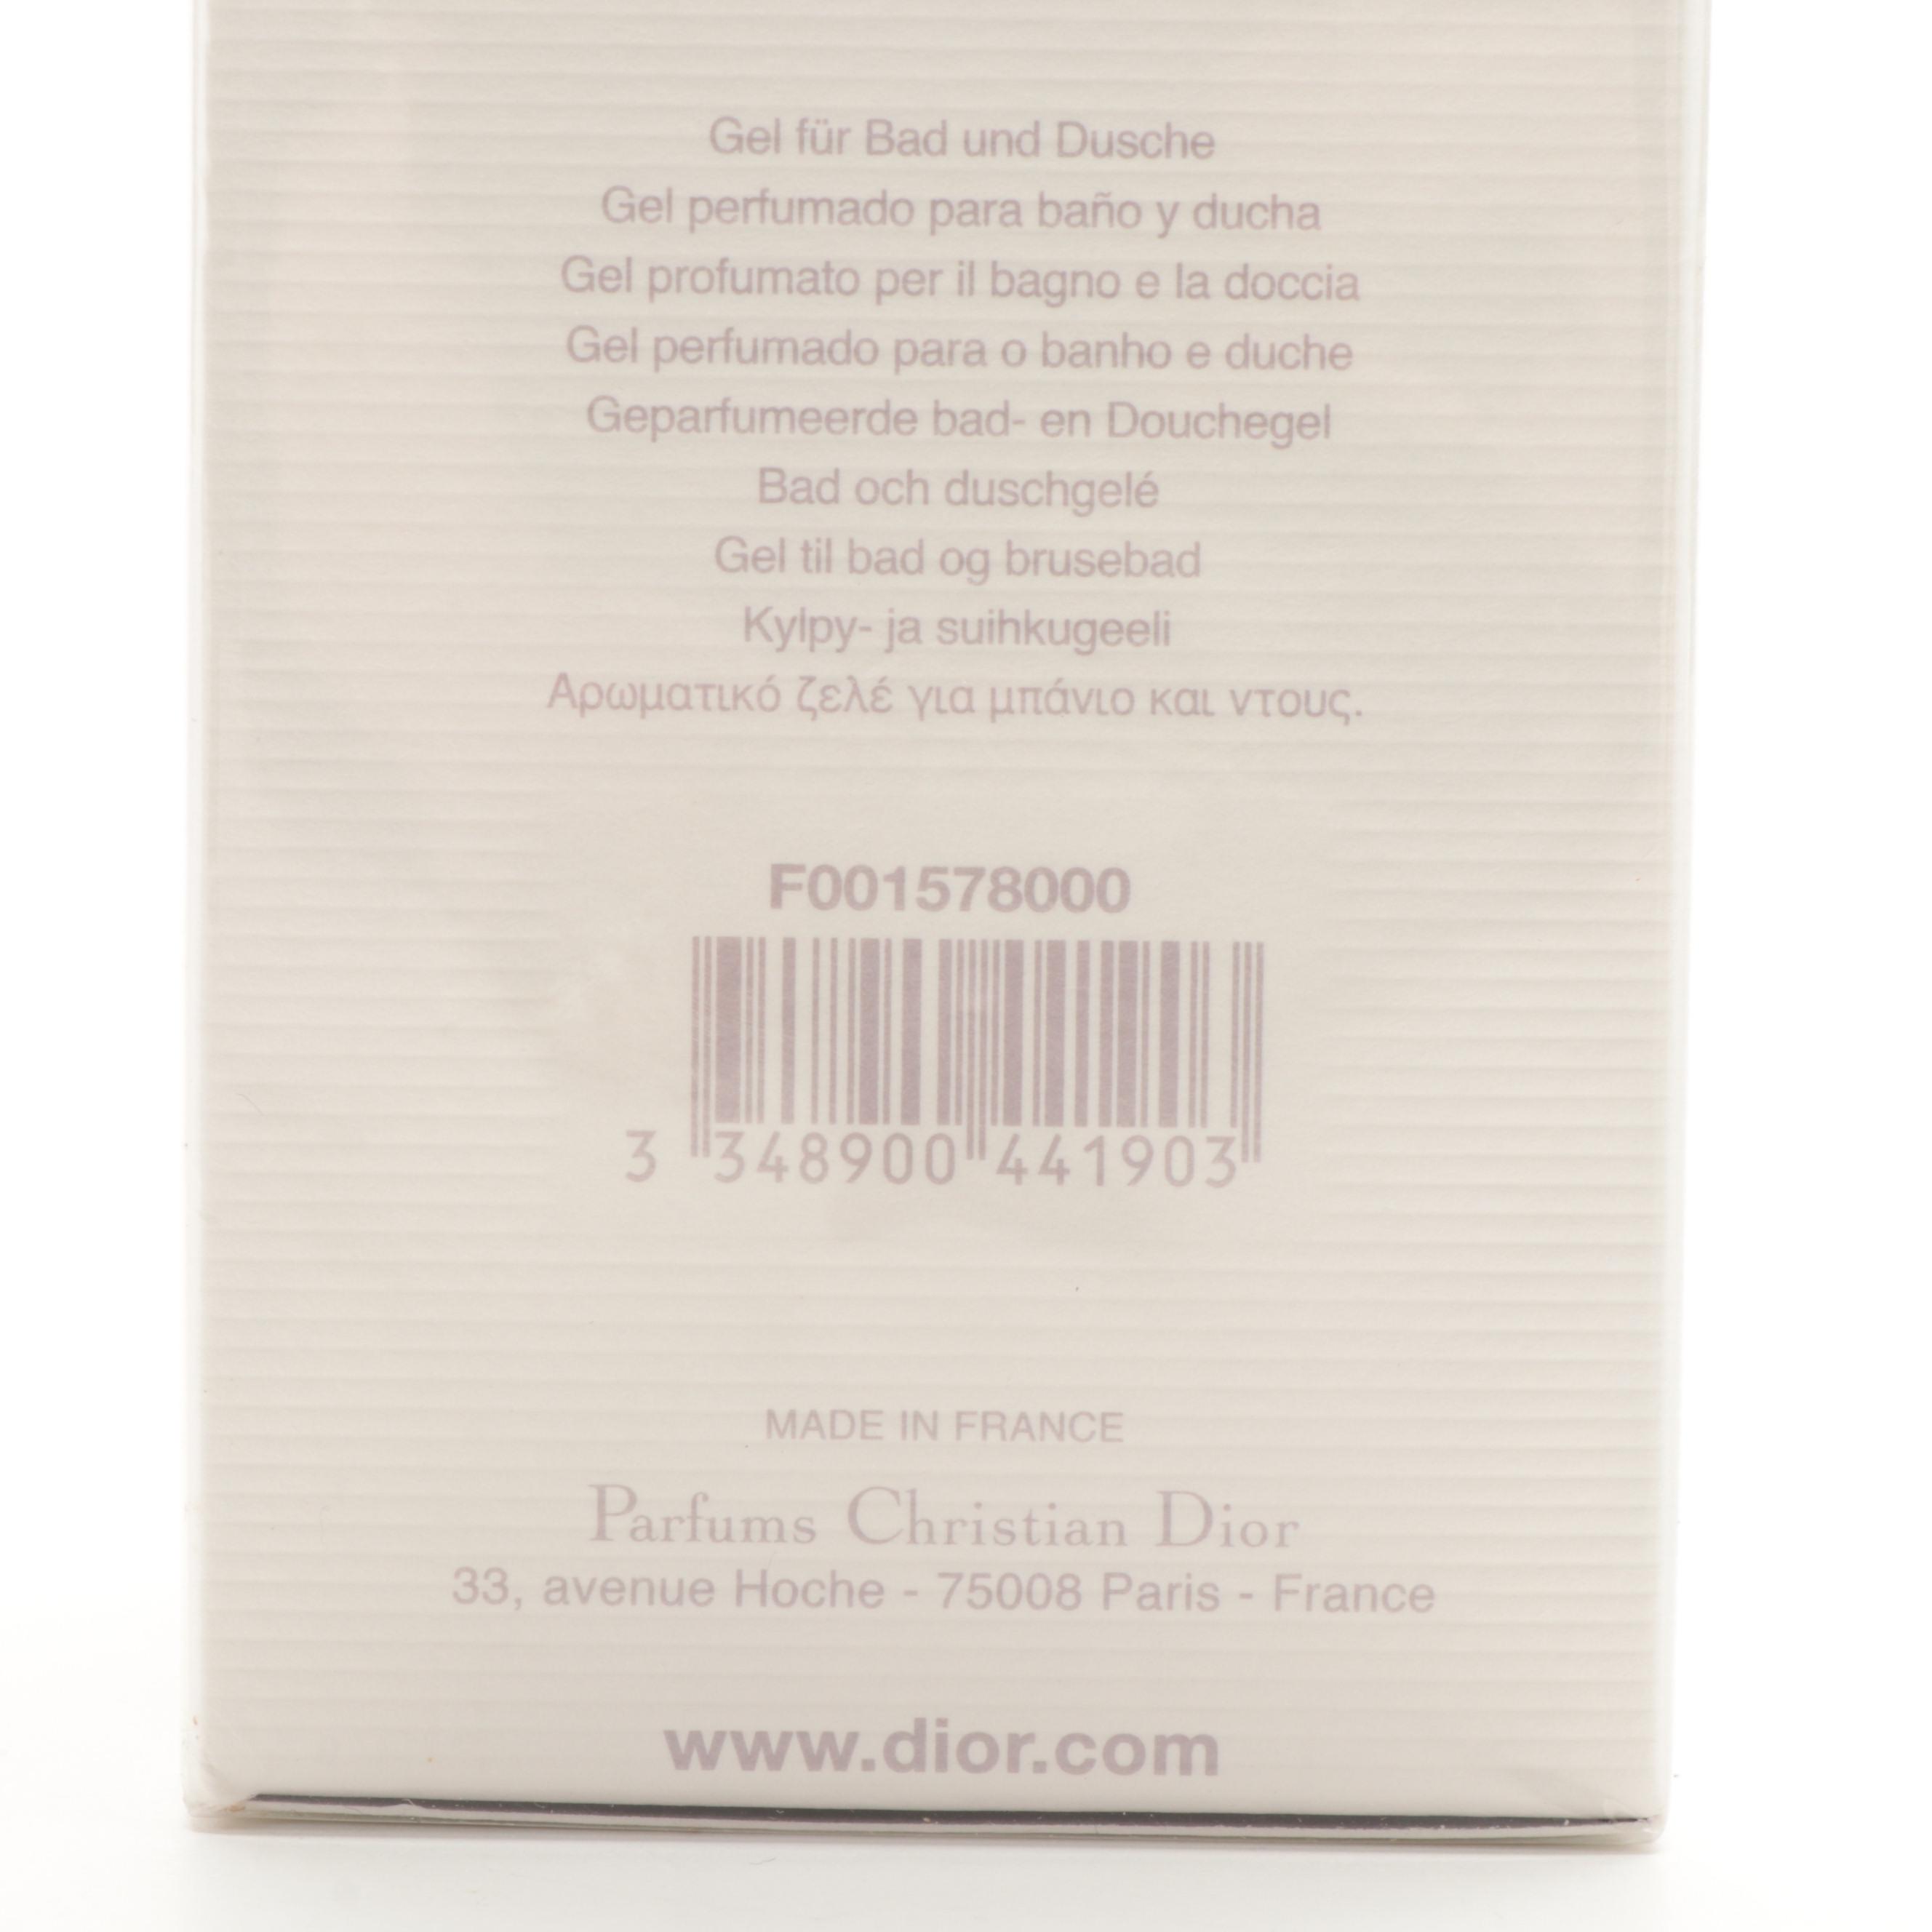 Gel für Bad und Dusche
Gel perfumado para baño y ducha
Gel profumato per il bagno e la doccia
Gel perfumado para o banho e duche
Geparfumeerde bad- en Douchegel
Bad och duschgelé
Gel til bad og brusebad
Kylpy- ja suihkugeeli
Αρωματικό ζελέ για μπάνιο και ντους.
F001578000
3 348900 441903
MADE IN FRANCE
Parfums Christian Dior
33, avenue Hoche - 75008 Paris - France
www.dior.com